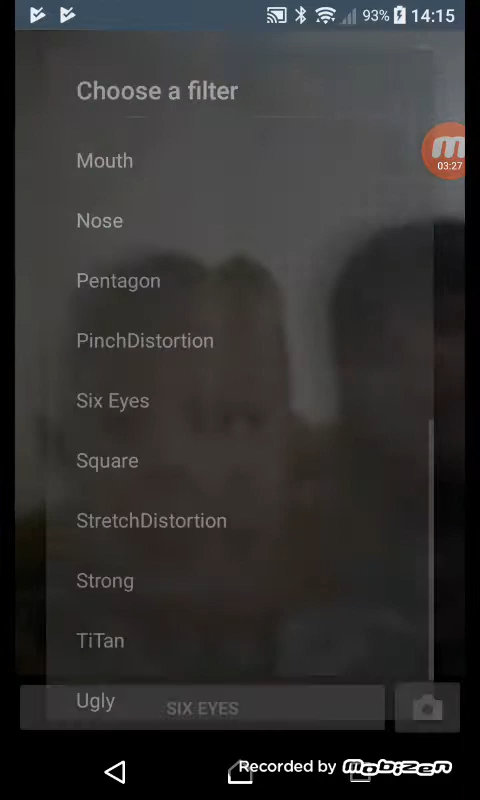 93% 14:15
Choose a filter
03:27
Mouth
Nose
Pentagon
PinchDistortion
Six Eyes
Square
StretchDistortion
Strong
TiTan
Ugly
SIX EYES
Recorded by mobizen